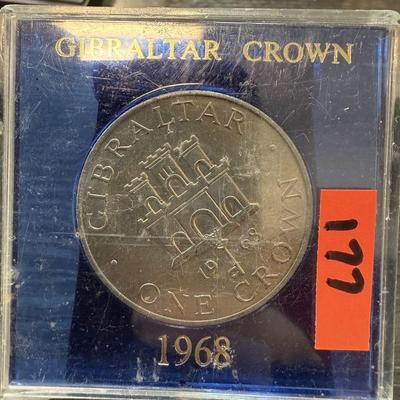 GIBRALTAR CROWN
GIBRALTAR
1968
· ONE CROWN ·
1968
177